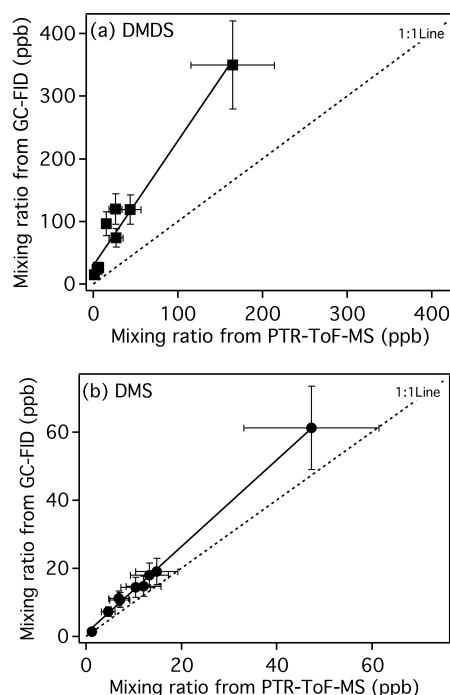 (a) DMDS
1:1Line
Mixing ratio from GC-FID (ppb)
400
300
200
100
0
0 100 200 300 400
Mixing ratio from PTR-ToF-MS (ppb)
(b) DMS
1:1Line
Mixing ratio from GC-FID (ppb)
60
40
20
0
0 20 40 60
Mixing ratio from PTR-ToF-MS (ppb)